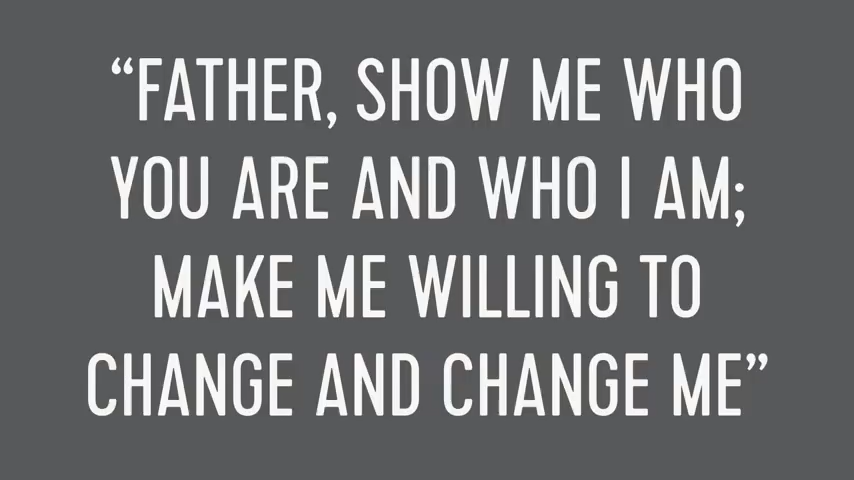 “FATHER, SHOW ME WHO
YOU ARE AND WHO I AM;
MAKE ME WILLING TO
CHANGE AND CHANGE ME”